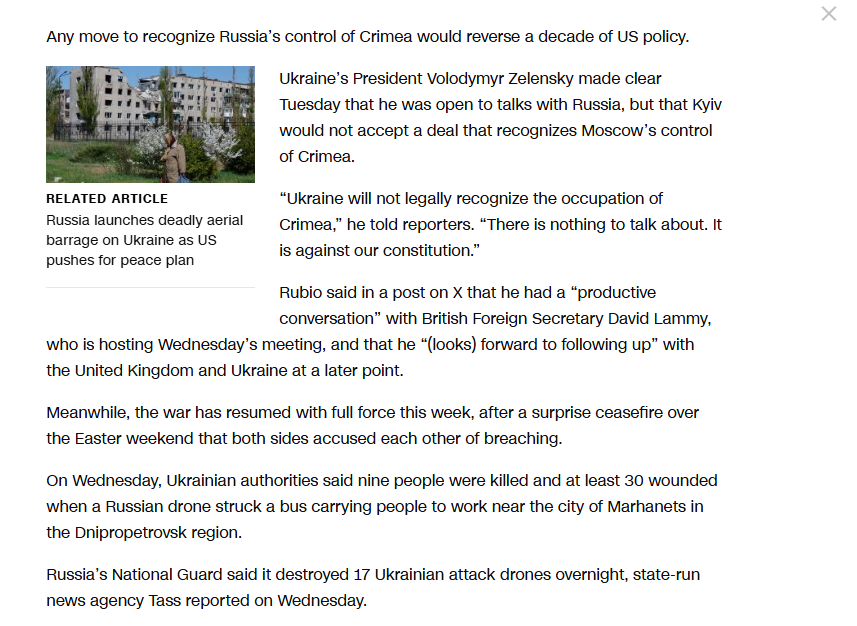 Any move to recognize Russia’s control of Crimea would reverse a decade of US policy.
RELATED ARTICLE
Russia launches deadly aerial
barrage on Ukraine as US
pushes for peace plan
Ukraine’s President Volodymyr Zelensky made clear
Tuesday that he was open to talks with Russia, but that Kyiv
would not accept a deal that recognizes Moscow’s control
of Crimea.
“Ukraine will not legally recognize the occupation of
Crimea,” he told reporters. “There is nothing to talk about. It
is against our constitution.”
Rubio said in a post on X that he had a “productive
conversation” with British Foreign Secretary David Lammy,
who is hosting Wednesday’s meeting, and that he “(looks) forward to following up” with
the United Kingdom and Ukraine at a later point.
Meanwhile, the war has resumed with full force this week, after a surprise ceasefire over
the Easter weekend that both sides accused each other of breaching.
On Wednesday, Ukrainian authorities said nine people were killed and at least 30 wounded
when a Russian drone struck a bus carrying people to work near the city of Marhanets in
the Dnipropetrovsk region.
Russia’s National Guard said it destroyed 17 Ukrainian attack drones overnight, state-run
news agency Tass reported on Wednesday.